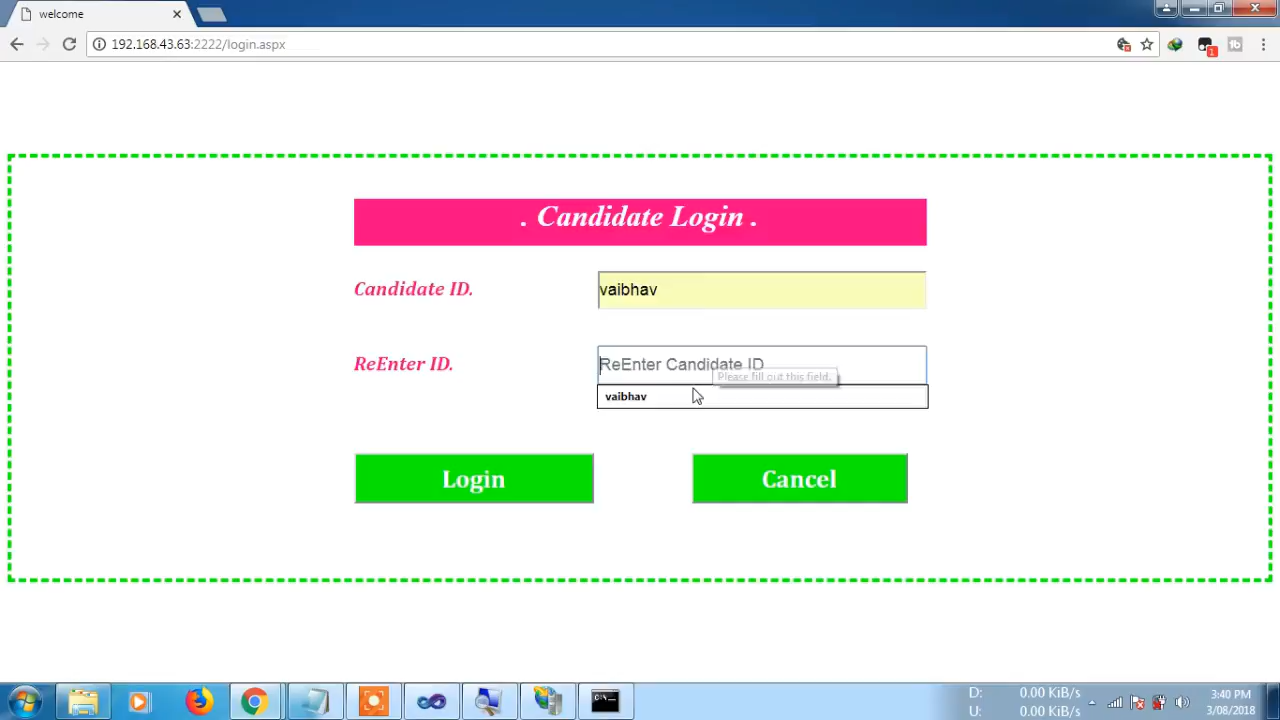 welcome
192.168.43.63:2222/login.aspx
1
. Candidate Login .
Candidate ID.
vaibhav
ReEnter ID.
ReEnter Candidate ID
Please fill out this field.
vaibhav
Login
Cancel
D: 0.00 KiB/s
U: 0.00 KiB/s
3:40 PM
3/08/2018